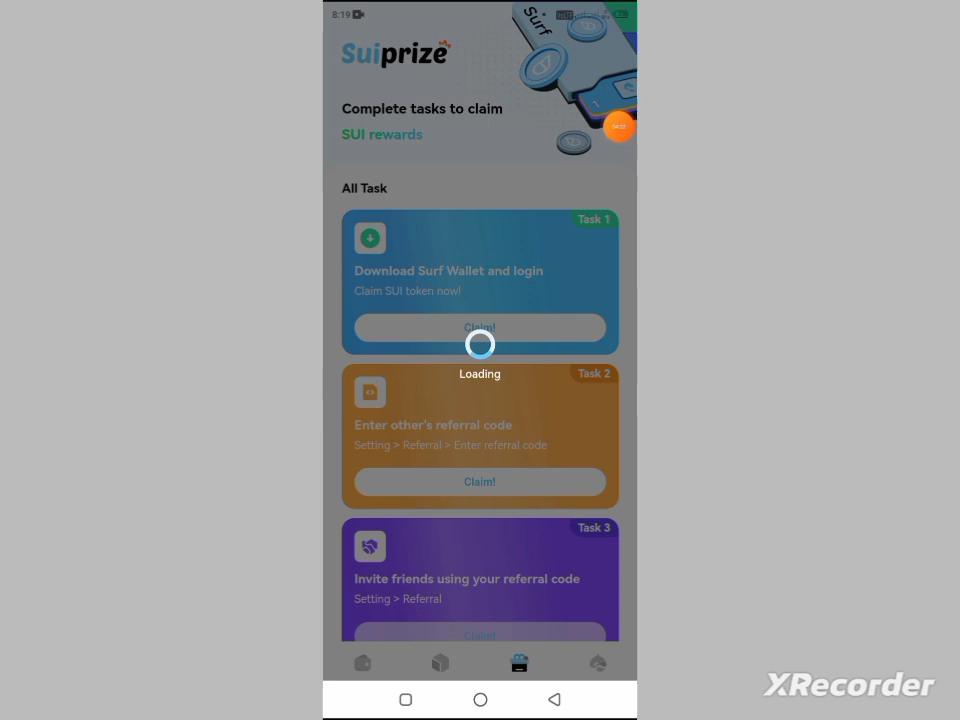 8:19
Surf
Suiprize
Complete tasks to claim
SUI rewards
All Task
Task 1
Download Surf Wallet and login
Claim SUI token now!
Claim!
Loading
Task 2
Enter other's referral code
Setting > Referral > Enter referral code
Claim!
Task 3
Invite friends using your referral code
Setting > Referral
Claim!
XRecorder